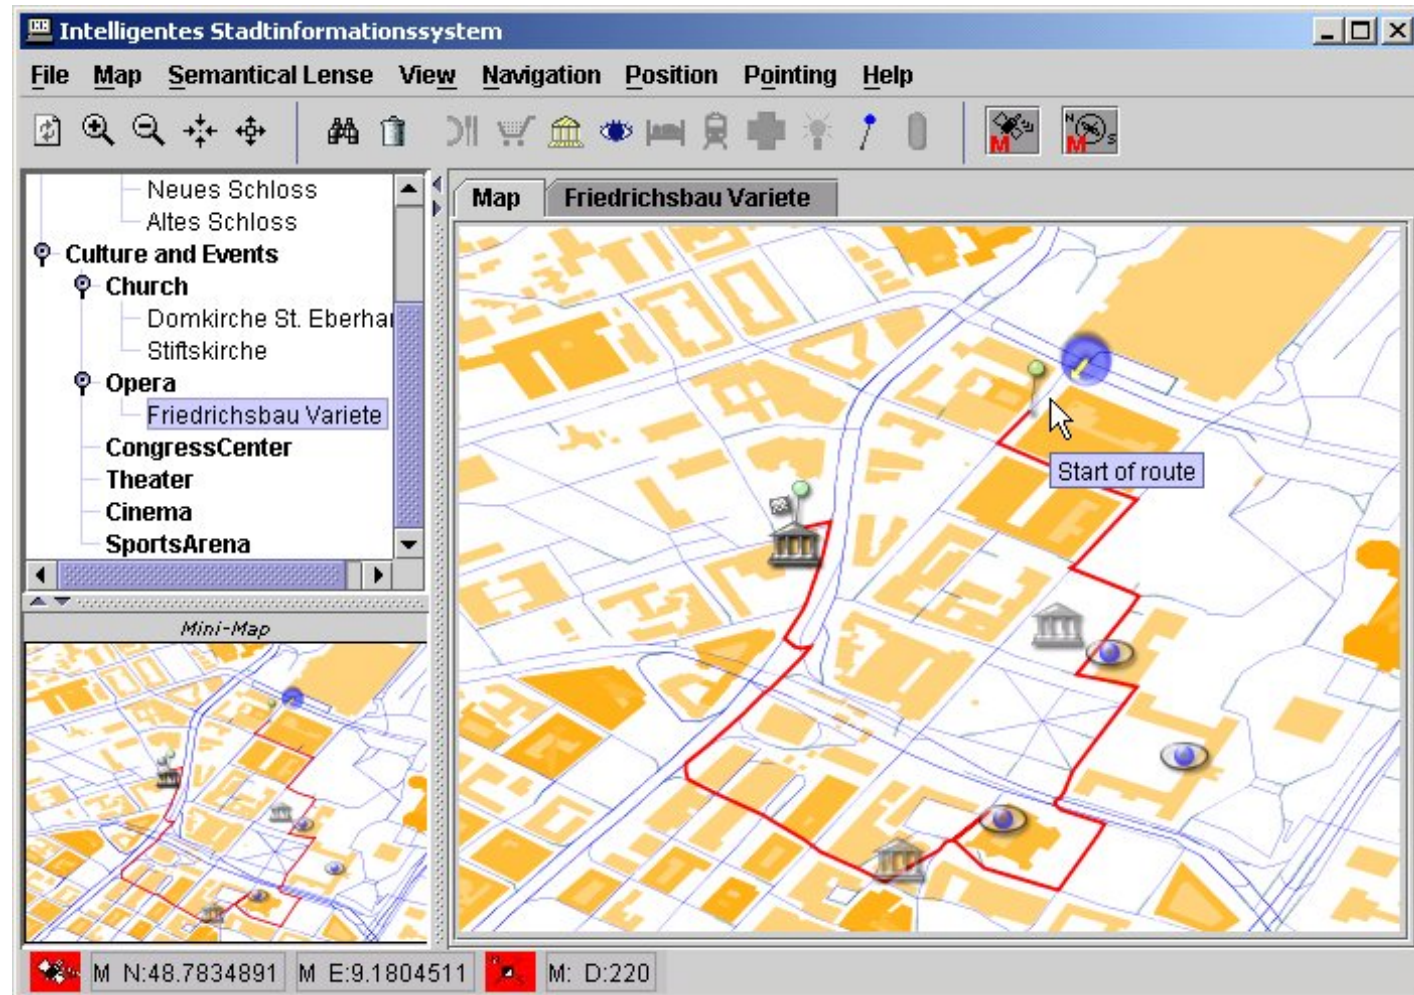 Intelligentes Stadtinformationssystem
File Map Semantical Lense View Navigation Position Pointing Help
M M N S
Neues Schloss
Altes Schloss
Culture and Events
Church
Domkirche St. Eberha
Stiftskirche
Opera
Friedrichsbau Variete
CongressCenter
Theater
Cinema
SportsArena
Mini-Map
Map Friedrichsbau Variete
Start of route
M N:48.7834891 M E:9.1804511 M: D:220